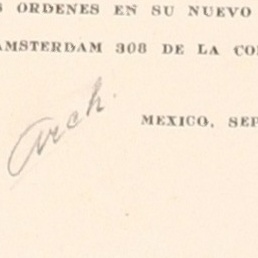 S ORDENES EN SU NUEVO
AMSTERDAM 308 DE LA CO
Arch.
MEXICO, SEP